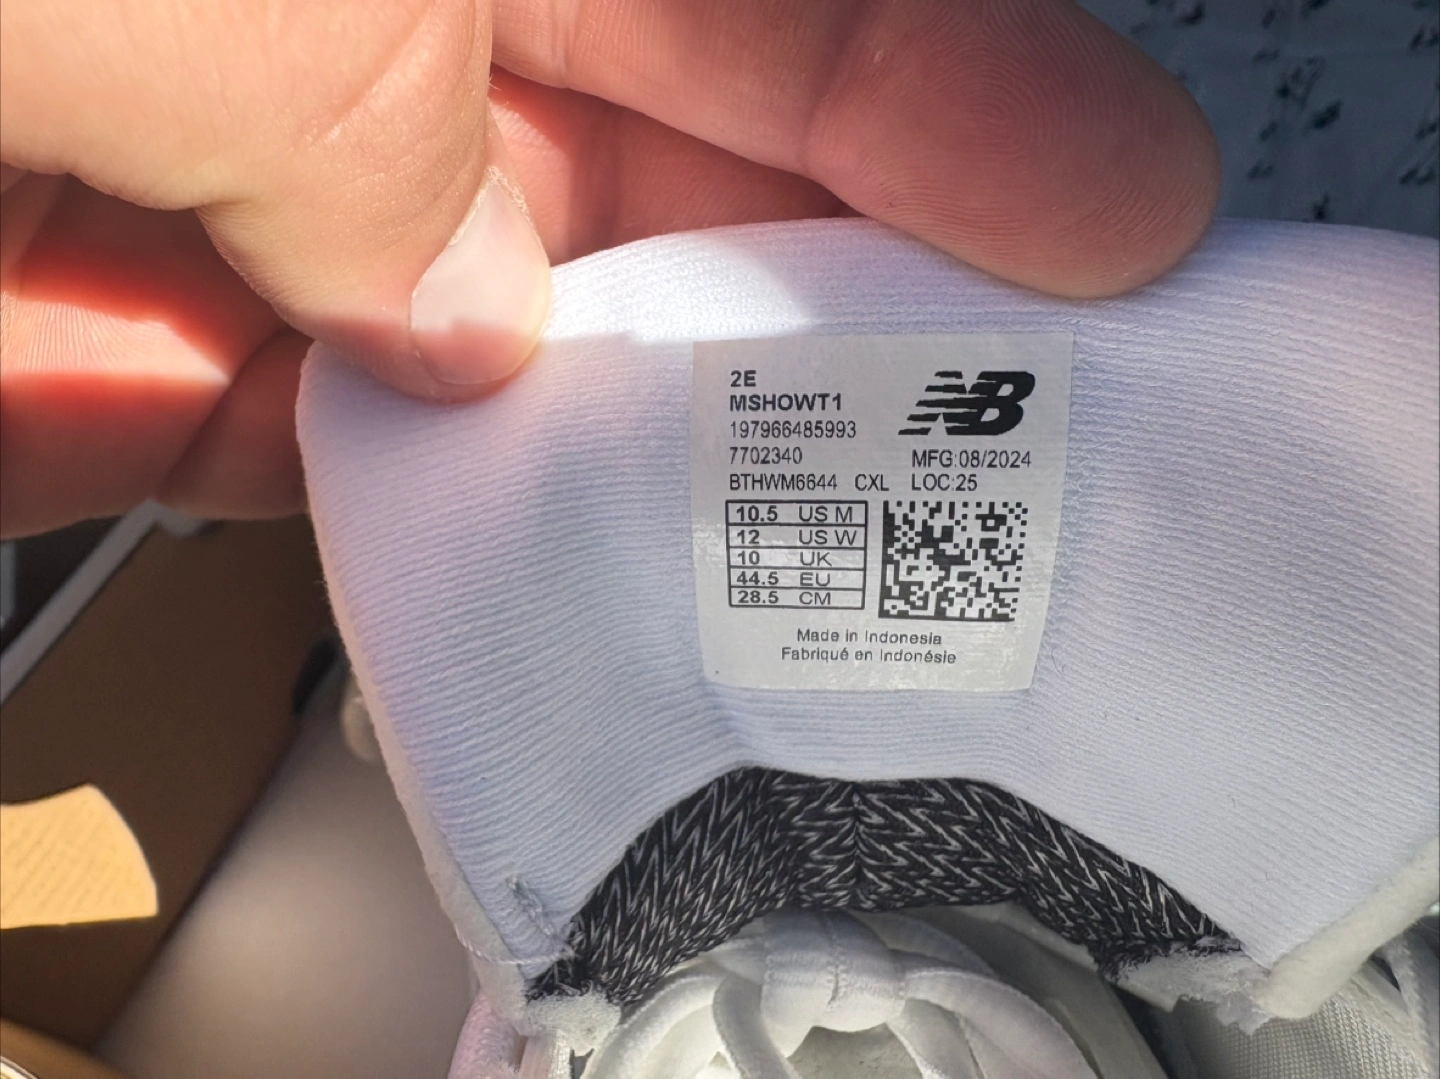 2E
MSHOWT1
NB
197966485993
7702340 MFG:08/2024
BTHWM6644 CXL LOC:25
10.5 US M
12 US W
10 UK
44.5 EU
28.5 CM
Made in Indonesia
Fabriqué en Indonésie